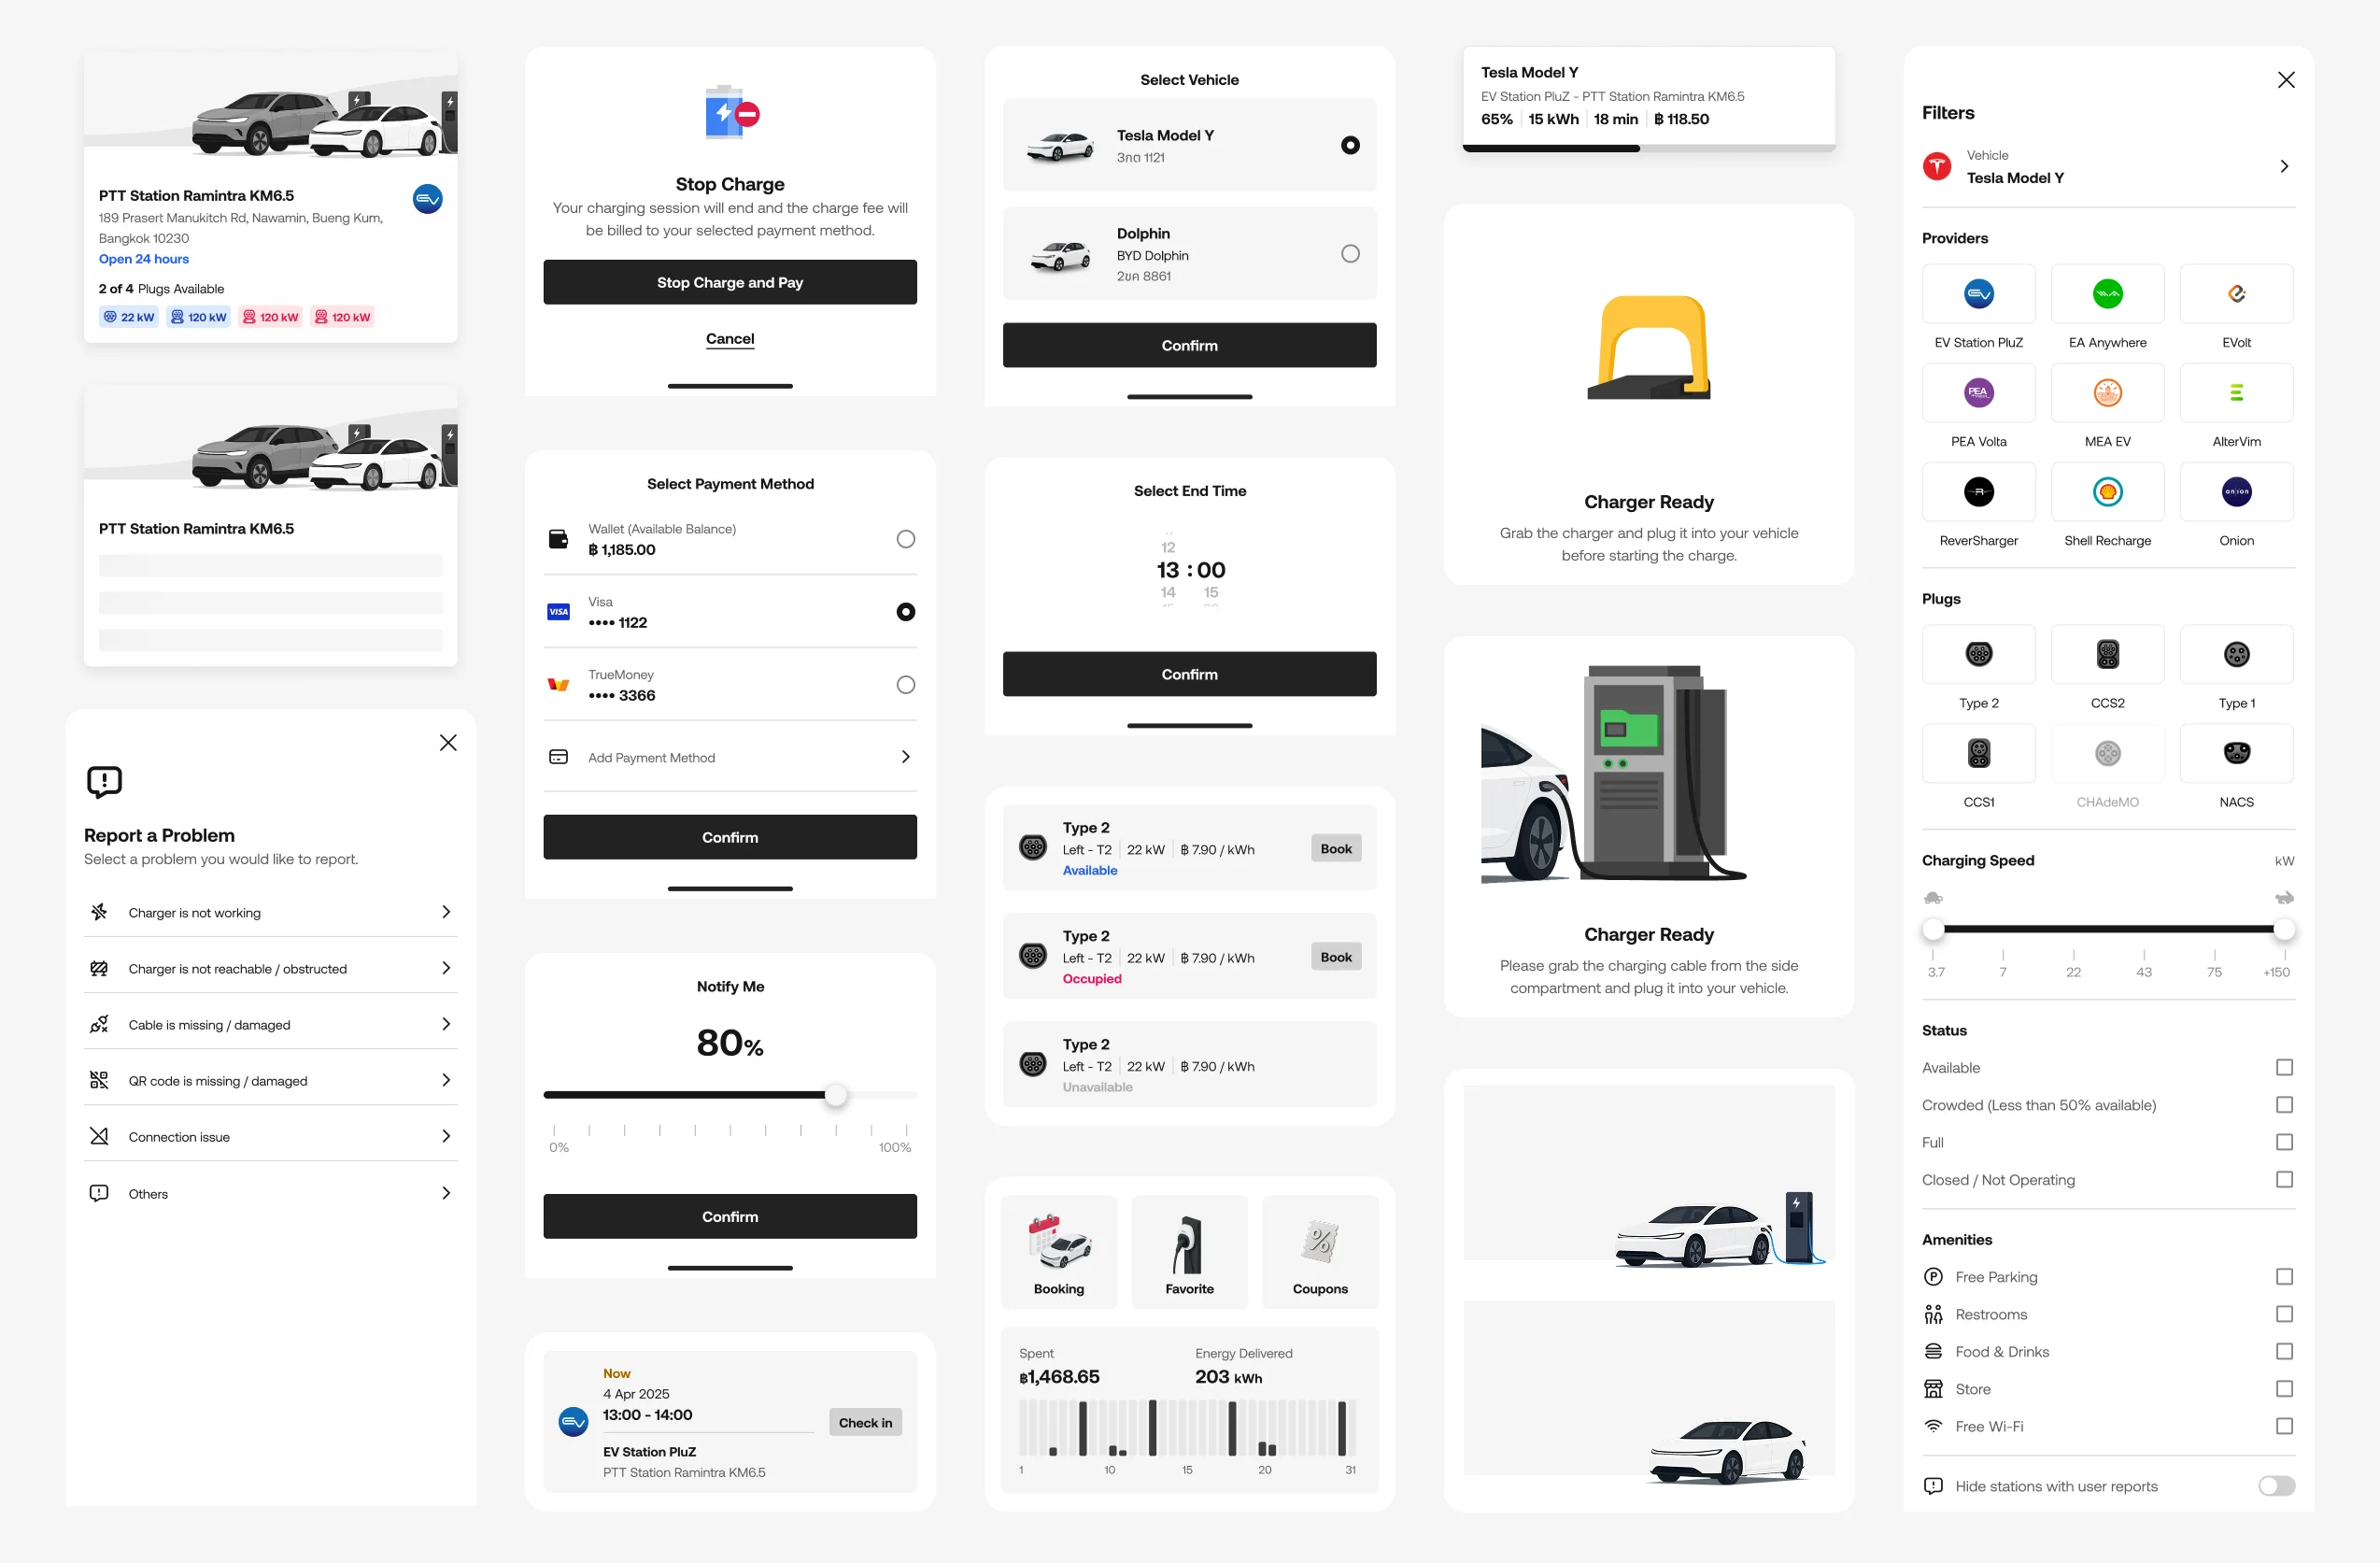 PTT Station Ramintra KM6.5
189 Prasert Manukitch Rd, Nawamin, Bueng Kum,
Bangkok 10230
Open 24 hours
2 of 4 Plugs Available
22 kW
120 kW
120 kW
120 kW
PTT Station Ramintra KM6.5
Report a Problem
Select a problem you would like to report.
Charger is not working
Charger is not reachable / obstructed
Cable is missing / damaged
QR code is missing / damaged
Connection issue
Others
Stop Charge
Your charging session will end and the charge fee will
be billed to your selected payment method.
Stop Charge and Pay
Cancel
Select Payment Method
Wallet (Available Balance)
฿ 1,185.00
VISA
Visa
•••• 1122
TrueMoney
•••• 3366
Add Payment Method
Confirm
Notify Me
80%
0%
100%
Confirm
Now
4 Apr 2025
13:00 - 14:00
Check in
EV Station PluZ
PTT Station Ramintra KM6.5
Select Vehicle
Tesla Model Y
3กต 1121
Dolphin
BYD Dolphin
2ขค 8861
Confirm
Select End Time
12
13 : 00
14 15
Confirm
Type 2
Left - T2 22 kW ฿ 7.90 / kWh
Available
Book
Type 2
Left - T2 22 kW ฿ 7.90 / kWh
Occupied
Book
Type 2
Left - T2 22 kW ฿ 7.90 / kWh
Unavailable
Booking
Favorite
Coupons
Spent
฿1,468.65
Energy Delivered
203 kWh
1 10 15 20 31
Tesla Model Y
EV Station PluZ - PTT Station Ramintra KM6.5
65% 15 kWh 18 min ฿ 118.50
Charger Ready
Grab the charger and plug it into your vehicle
before starting the charge.
Charger Ready
Please grab the charging cable from the side
compartment and plug it into your vehicle.
Filters
Vehicle
Tesla Model Y
Providers
EV Station PluZ
EA Anywhere
EVolt
PEA
PEA Volta
MEA EV
AlterVim
onion
ReverSharger
Shell Recharge
Onion
Plugs
Type 2
CCS2
Type 1
CCS1
CHAdeMO
NACS
Charging Speed
kW
3.7 7 22 43 75 +150
Status
Available
Crowded (Less than 50% available)
Full
Closed / Not Operating
Amenities
Free Parking
Restrooms
Food & Drinks
Store
Free Wi-Fi
Hide stations with user reports